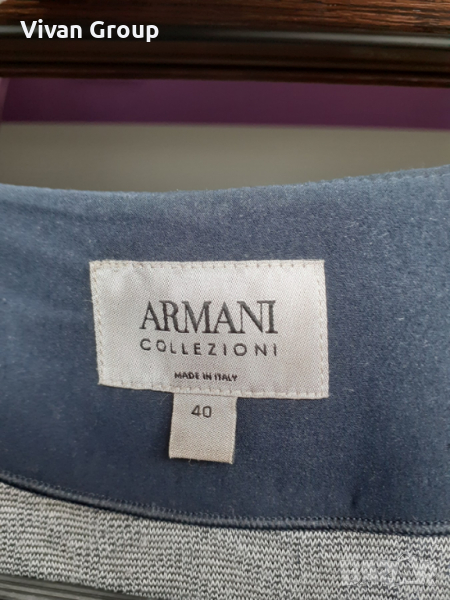 Vivan Group
ARMANI
COLLEZIONI
MADE IN ITALY
40